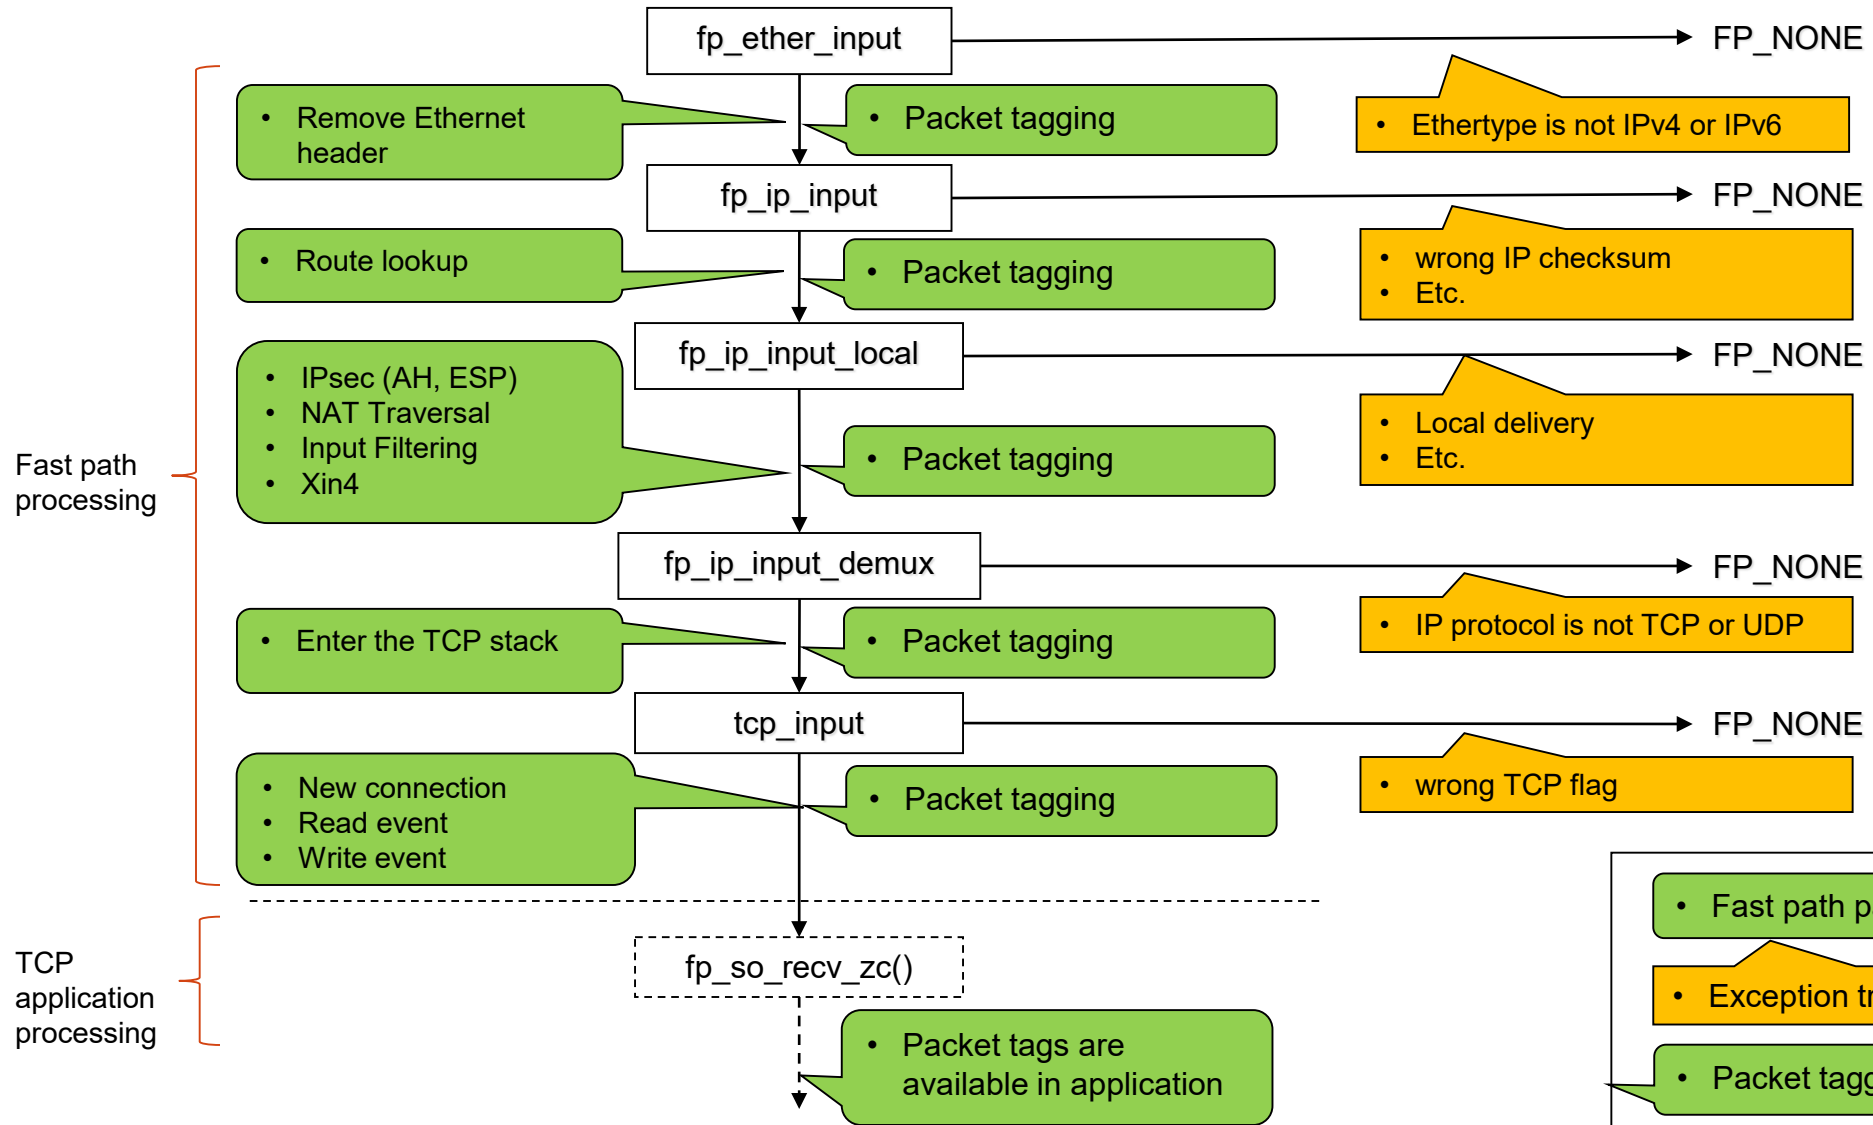 fp_ether_input
FP_NONE
• Remove Ethernet
header
• Packet tagging
• Ethertype is not IPv4 or IPv6
fp_ip_input
FP_NONE
• Route lookup
• Packet tagging
• wrong IP checksum
• Etc.
fp_ip_input_local
FP_NONE
• IPsec (AH, ESP)
• NAT Traversal
• Input Filtering
• Xin4
• Packet tagging
• Local delivery
• Etc.
Fast path
processing
fp_ip_input_demux
FP_NONE
• Enter the TCP stack
• Packet tagging
• IP protocol is not TCP or UDP
tcp_input
FP_NONE
• New connection
• Read event
• Write event
• Packet tagging
• wrong TCP flag
TCP
application
processing
fp_so_recv_zc()
• Packet tags are
available in application
• Fast path
• Exception
• Packet